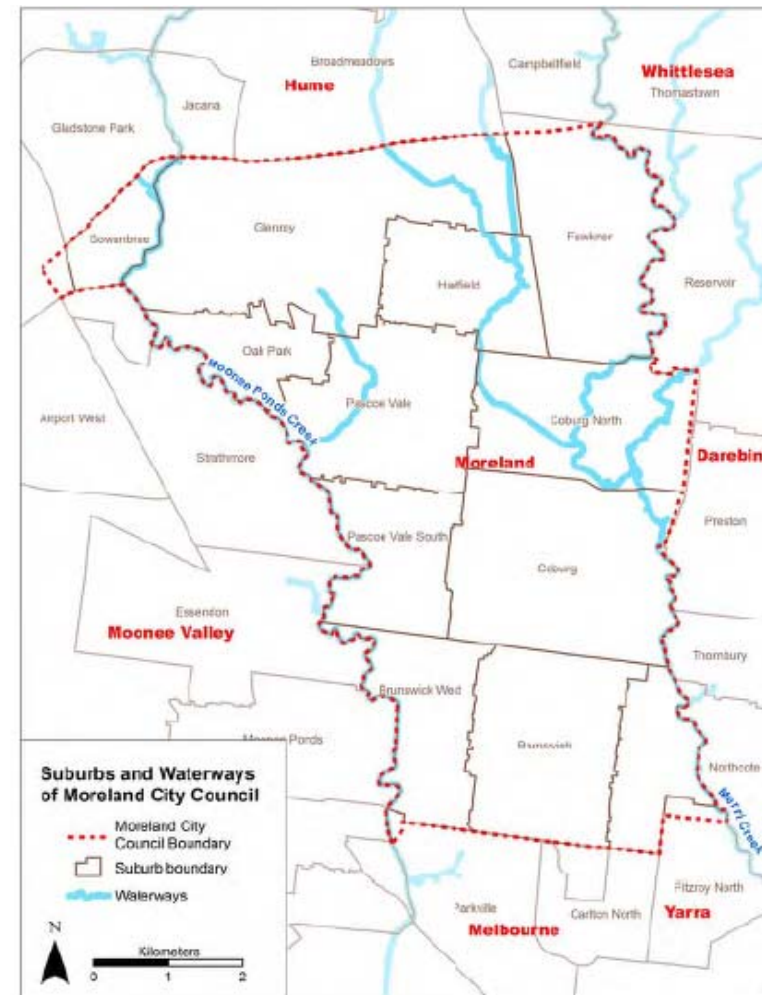 Broadmeadows
Campbellfield
Hume
Whittlesea
Thomastown
Jacana
Gladstone Park
Gowanbrae
Glenroy
Fawkner
Hadfield
Reservoir
Oak Park
Moonee Ponds Creek
Pascoe Vale
Airport West
Coburg North
Strathmore
Moreland
Darebin
Preston
Pascoe Vale South
Coburg
Essendon
Moonee Valley
Thornbury
Brunswick West
Moonee Ponds
Brunswick
Northcote
Merri Creek
Suburbs and Waterways
of Moreland City Council
Moreland City
Council Boundary
Suburb boundary
Waterways
N
Kilometers
0 1 2
Parkville
Melbourne
Carlton North
Fitzroy North
Yarra